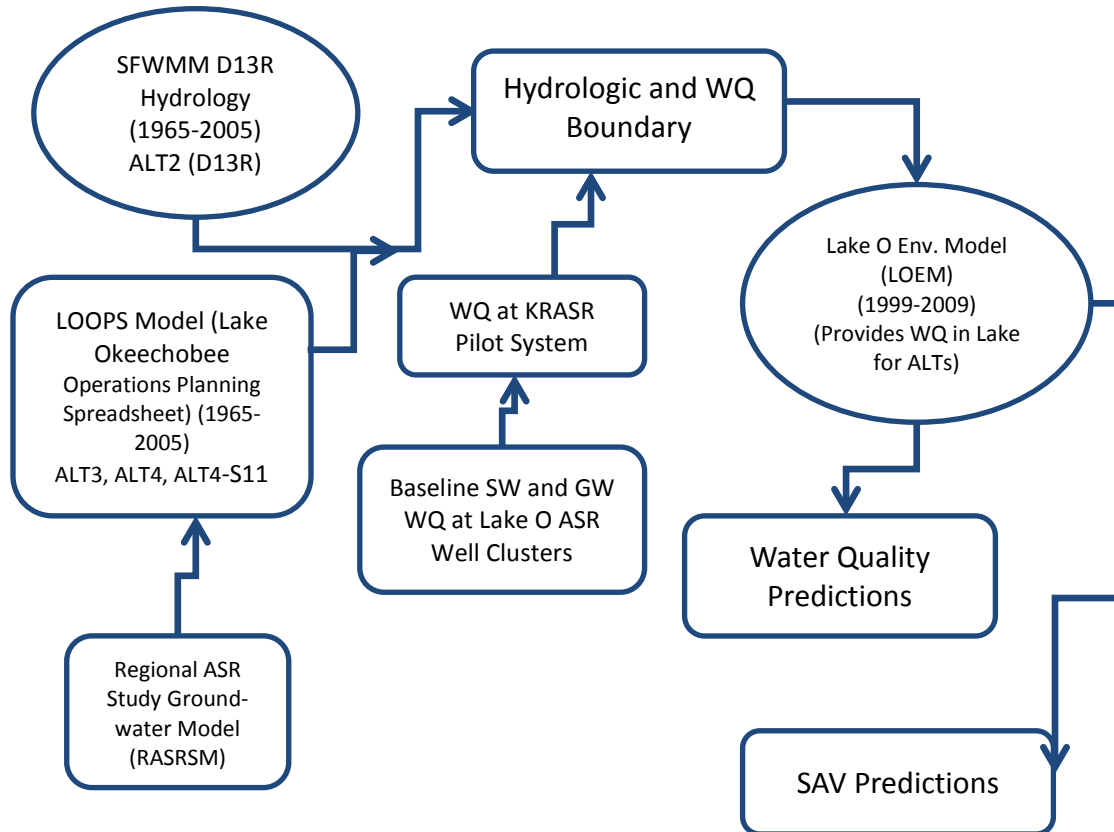 SFWMM D13R
Hydrology
(1965-2005)
ALT2 (D13R)
Hydrologic and WQ
Boundary
Lake O Env. Model
(LOEM)
(1999-2009)
(Provides WQ in Lake
for ALTs)
LOOPS Model (Lake
Okeechobee
Operations Planning
Spreadsheet) (1965-
2005)
ALT3, ALT4, ALT4-S11
WQ at KRASR
Pilot System
Baseline SW and GW
WQ at Lake O ASR
Well Clusters
Water Quality
Predictions
Regional ASR
Study Ground-
water Model
(RASRSM)
SAV Predictions